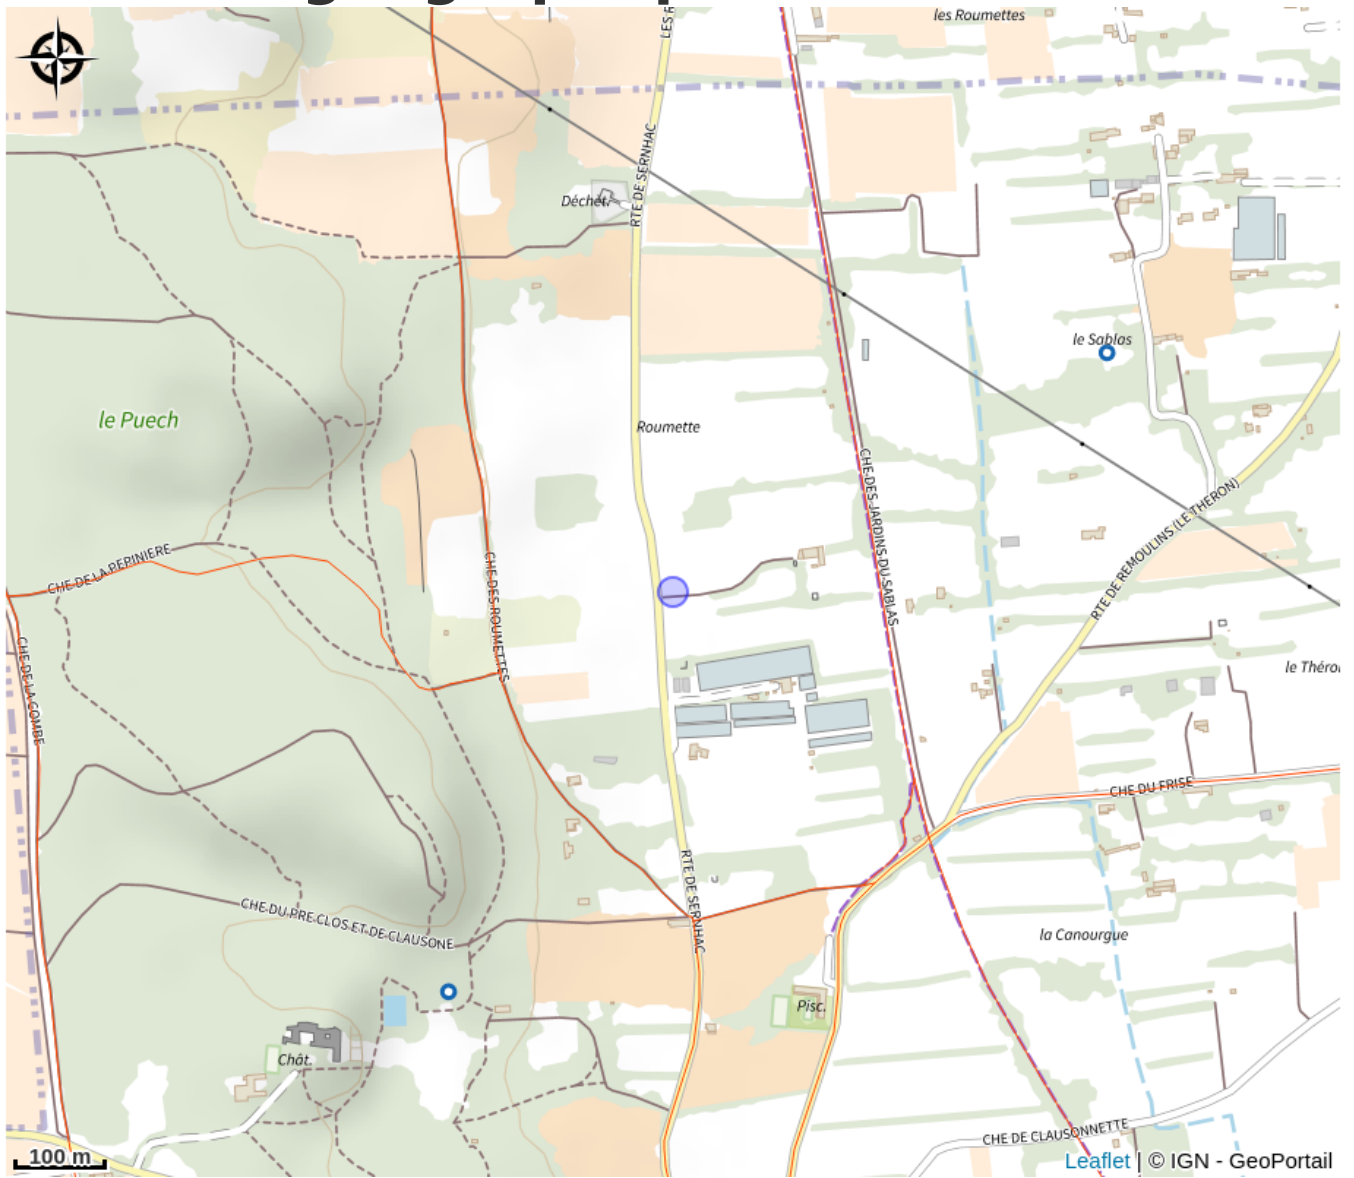 les Roumettes
RTE DE SERNHAC
Déchèt.
le Sablas
le Puech
Roumette
CHE DES JARDINS DU SABLAS
RTE DE REMOULINS (LE THERON)
CHE DE LA PEPINIERE
CHE DES ROUMETTES
CHE DE LA COMBE
le Théro
CHE DU FRISE
RTE DE SERNHAC
CHE DU PRE CLOS ET DE CLAUSONE
la Canourgue
Pisc.
Chât.
CHE DE CLAUSONNETTE
100 m
Leaflet | © IGN - GeoPortail